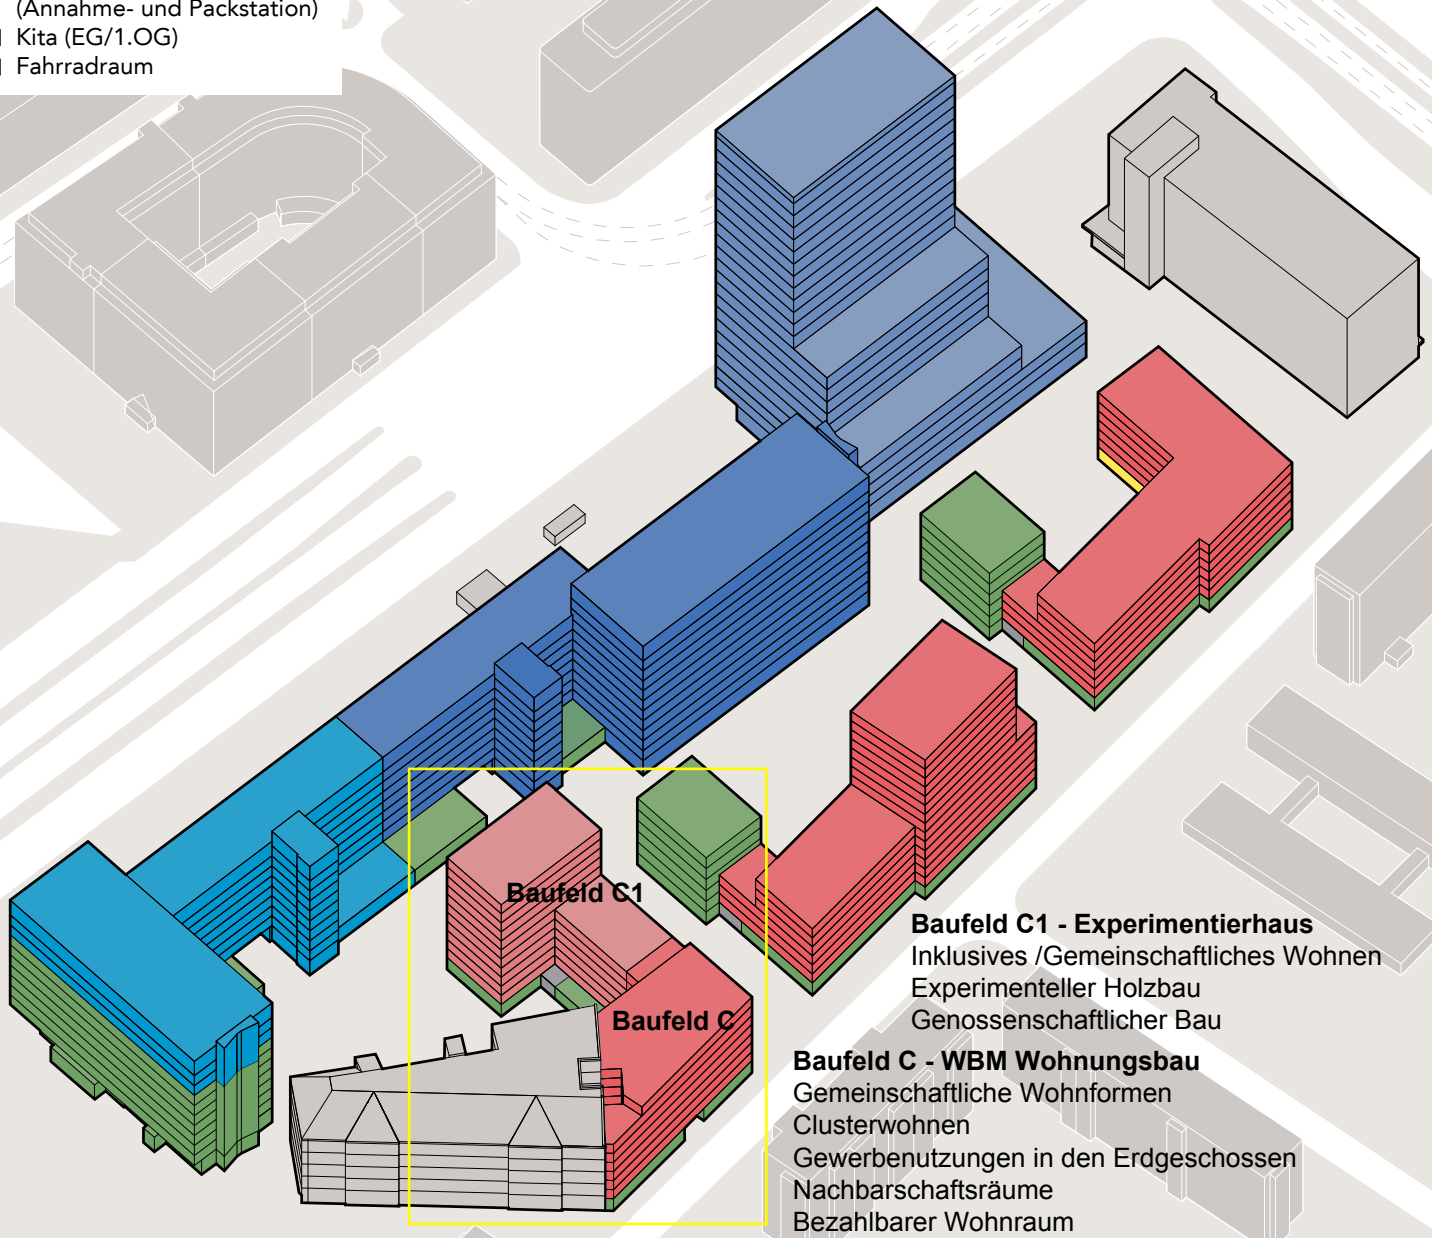 (Annahme- und Packstation)
Kita (EG/1.OG)
Fahrradraum
Baufeld C1
Baufeld C
Baufeld C1 - Experimentierhaus
Inklusives /Gemeinschaftliches Wohnen
Experimenteller Holzbau
Genossenschaftlicher Bau
Baufeld C - WBM Wohnungsbau
Gemeinschaftliche Wohnformen
Clusterwohnen
Gewerbenutzungen in den Erdgeschossen
Nachbarschaftsräume
Bezahlbarer Wohnraum